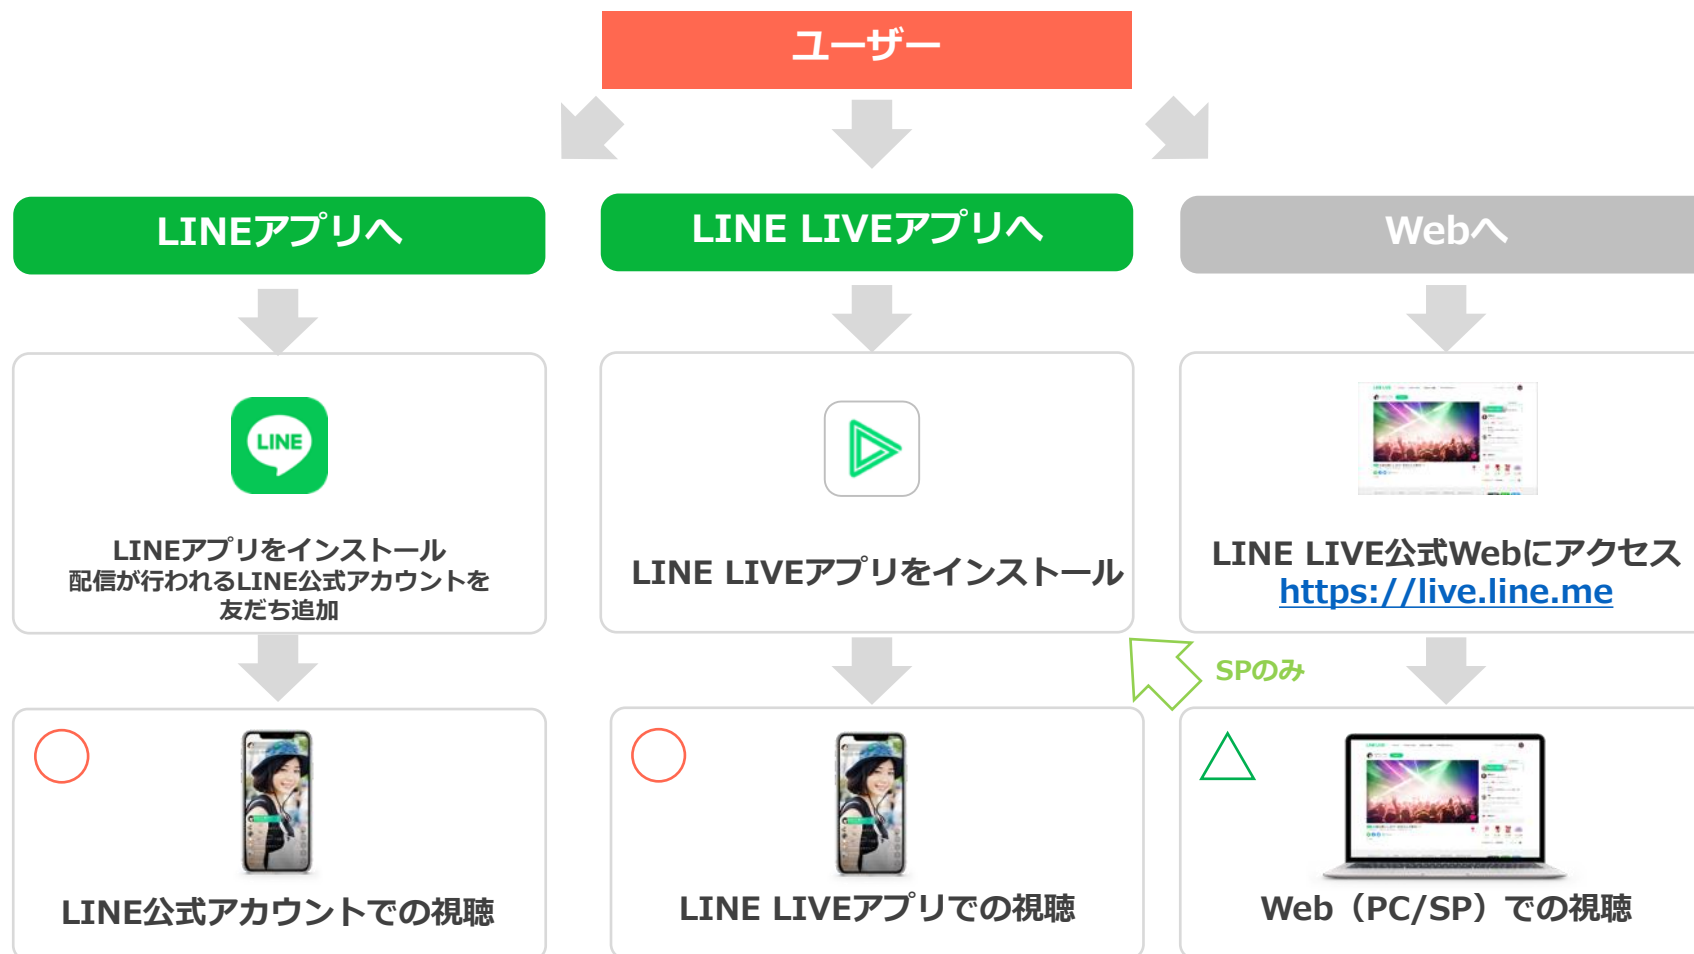 ユーザー
LINEアプリへ
LINE LIVEアプリへ
Webへ
LINE
LINEアプリをインストール
配信が行われるLINE公式アカウントを
友だち追加
LINE LIVEアプリをインストール
LINE LIVE公式Webにアクセス
https://live.line.me
SPのみ
LINE公式アカウントでの視聴
LINE LIVEアプリでの視聴
Web（PC/SP）での視聴